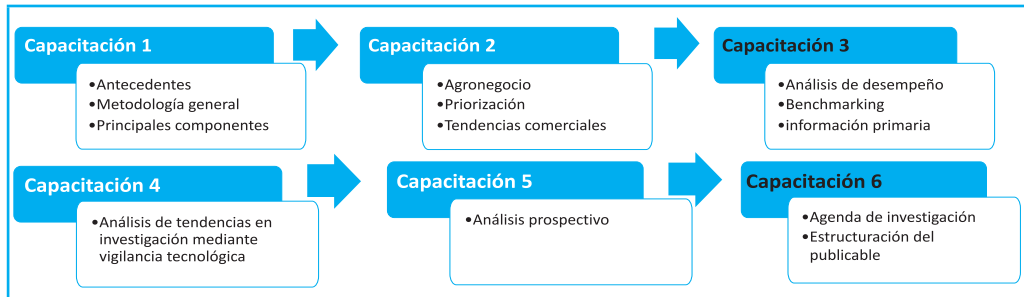 Capacitación 1
•Antecedentes
•Metodología general
•Principales componentes
Capacitación 2
•Agronegocio
•Priorización
•Tendencias comerciales
Capacitación 3
•Análisis de desempeño
•Benchmarking
•información primaria
Capacitación 4
•Análisis de tendencias en
investigación mediante
vigilancia tecnológica
Capacitación 5
•Análisis prospectivo
Capacitación 6
•Agenda de investigación
•Estructuración del
publicable